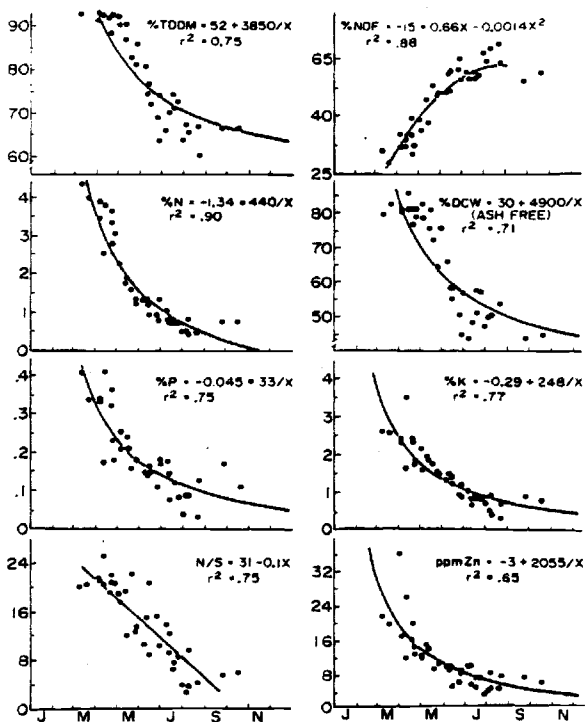 %TDDM = 52 + 3850/X
r² = 0.75
90
80
70
60
%NDF = -15 = 0.66X - 0.0014X²
r² = .88
65
45
25
%N = -1.34 = 440/X
r² = .90
4
3
2
1
0
%DCW = 30 + 4900/X
(ASH FREE)
r² = .71
80
70
60
50
%P = -0.045 = 33/X
r² = .75
.4
.3
.2
.1
0
%K = -0.29 + 248/X
r² = .77
4
3
2
1
0
N/S = 31 -0.1X
r² = .75
24
16
8
0
J M M J S N
ppmZn = -3 + 2055/X
r² = .65
32
24
16
8
0
J M M J S N